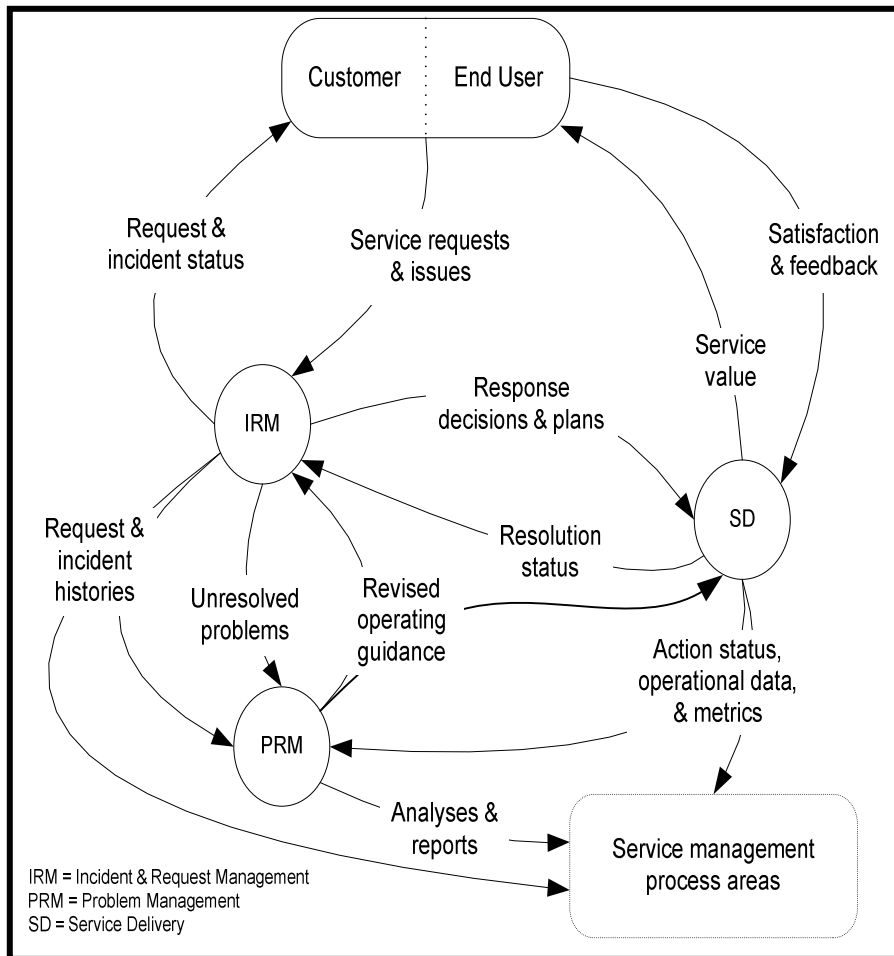 Customer
End User
Request &
incident status
Service requests
& issues
Satisfaction
& feedback
Service
value
IRM
Response
decisions & plans
SD
Request &
incident
histories
Resolution
status
Unresolved
problems
Revised
operating
guidance
Action status,
operational data,
& metrics
PRM
Analyses &
reports
Service management
process areas
IRM = Incident & Request Management
PRM = Problem Management
SD = Service Delivery